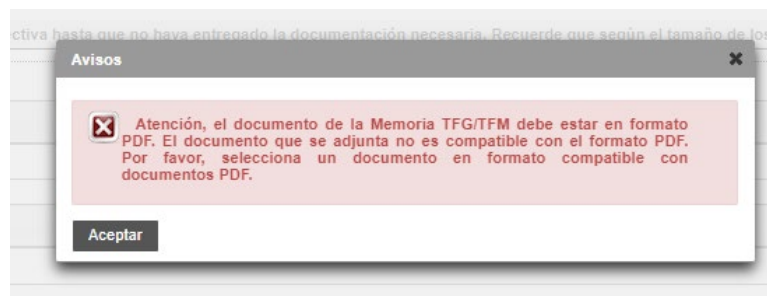 ectiva hasta que no haya entregado la documentación necesaria. Recuerde que según el tamaño de los
Avisos
Atención, el documento de la Memoria TFG/TFM debe estar en formato
PDF. El documento que se adjunta no es compatible con el formato PDF.
Por favor, selecciona un documento en formato compatible con
documentos PDF.
Aceptar